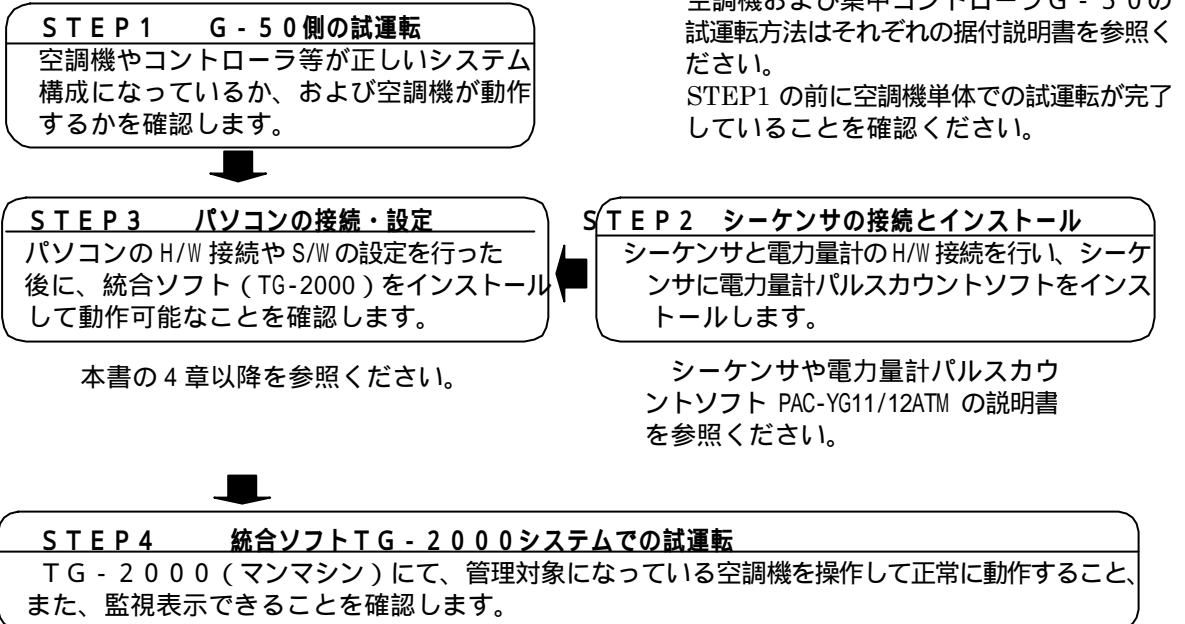 空調機および集中コントローラG-50の
試運転方法はそれぞれの据付説明書を参照く
ださい。
STEP1 の前に空調機単体での試運転が完了
していることを確認ください。
STEP1 G-50側の試運転
空調機やコントローラ等が正しいシステム
構成になっているか、および空調機が動作
するかを確認します。
STEP3 パソコンの接続・設定
パソコンの H/W 接続や S/W の設定を行った
後に、統合ソフト(TG-2000)をインストール
して動作可能なことを確認します。
本書の 4 章以降を参照ください。
STEP2 シーケンサの接続とインストール
シーケンサと電力量計の H/W 接続を行い、シーケ
ンサに電力量計パルスカウントソフトをインス
トールします。
シーケンサや電力量計パルスカウ
ントソフト PAC-YG11/12ATM の説明書
を参照ください。
STEP4 統合ソフトTG-2000システムでの試運転
TG-2000(マンマシン)にて、管理対象になっている空調機を操作して正常に動作すること、
また、監視表示できることを確認します。